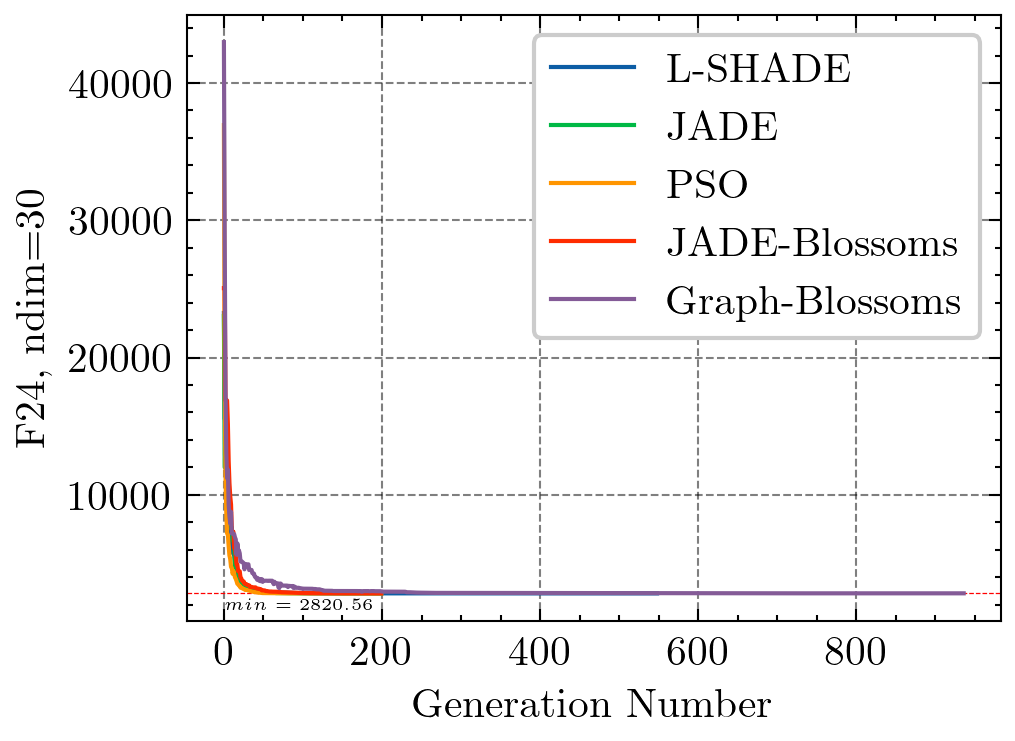 40000
30000
20000
10000
F24, ndim=30
L-SHADE
JADE
PSO
JADE-Blossoms
Graph-Blossoms
min = 2820.56
0
200
400
600
800
Generation Number